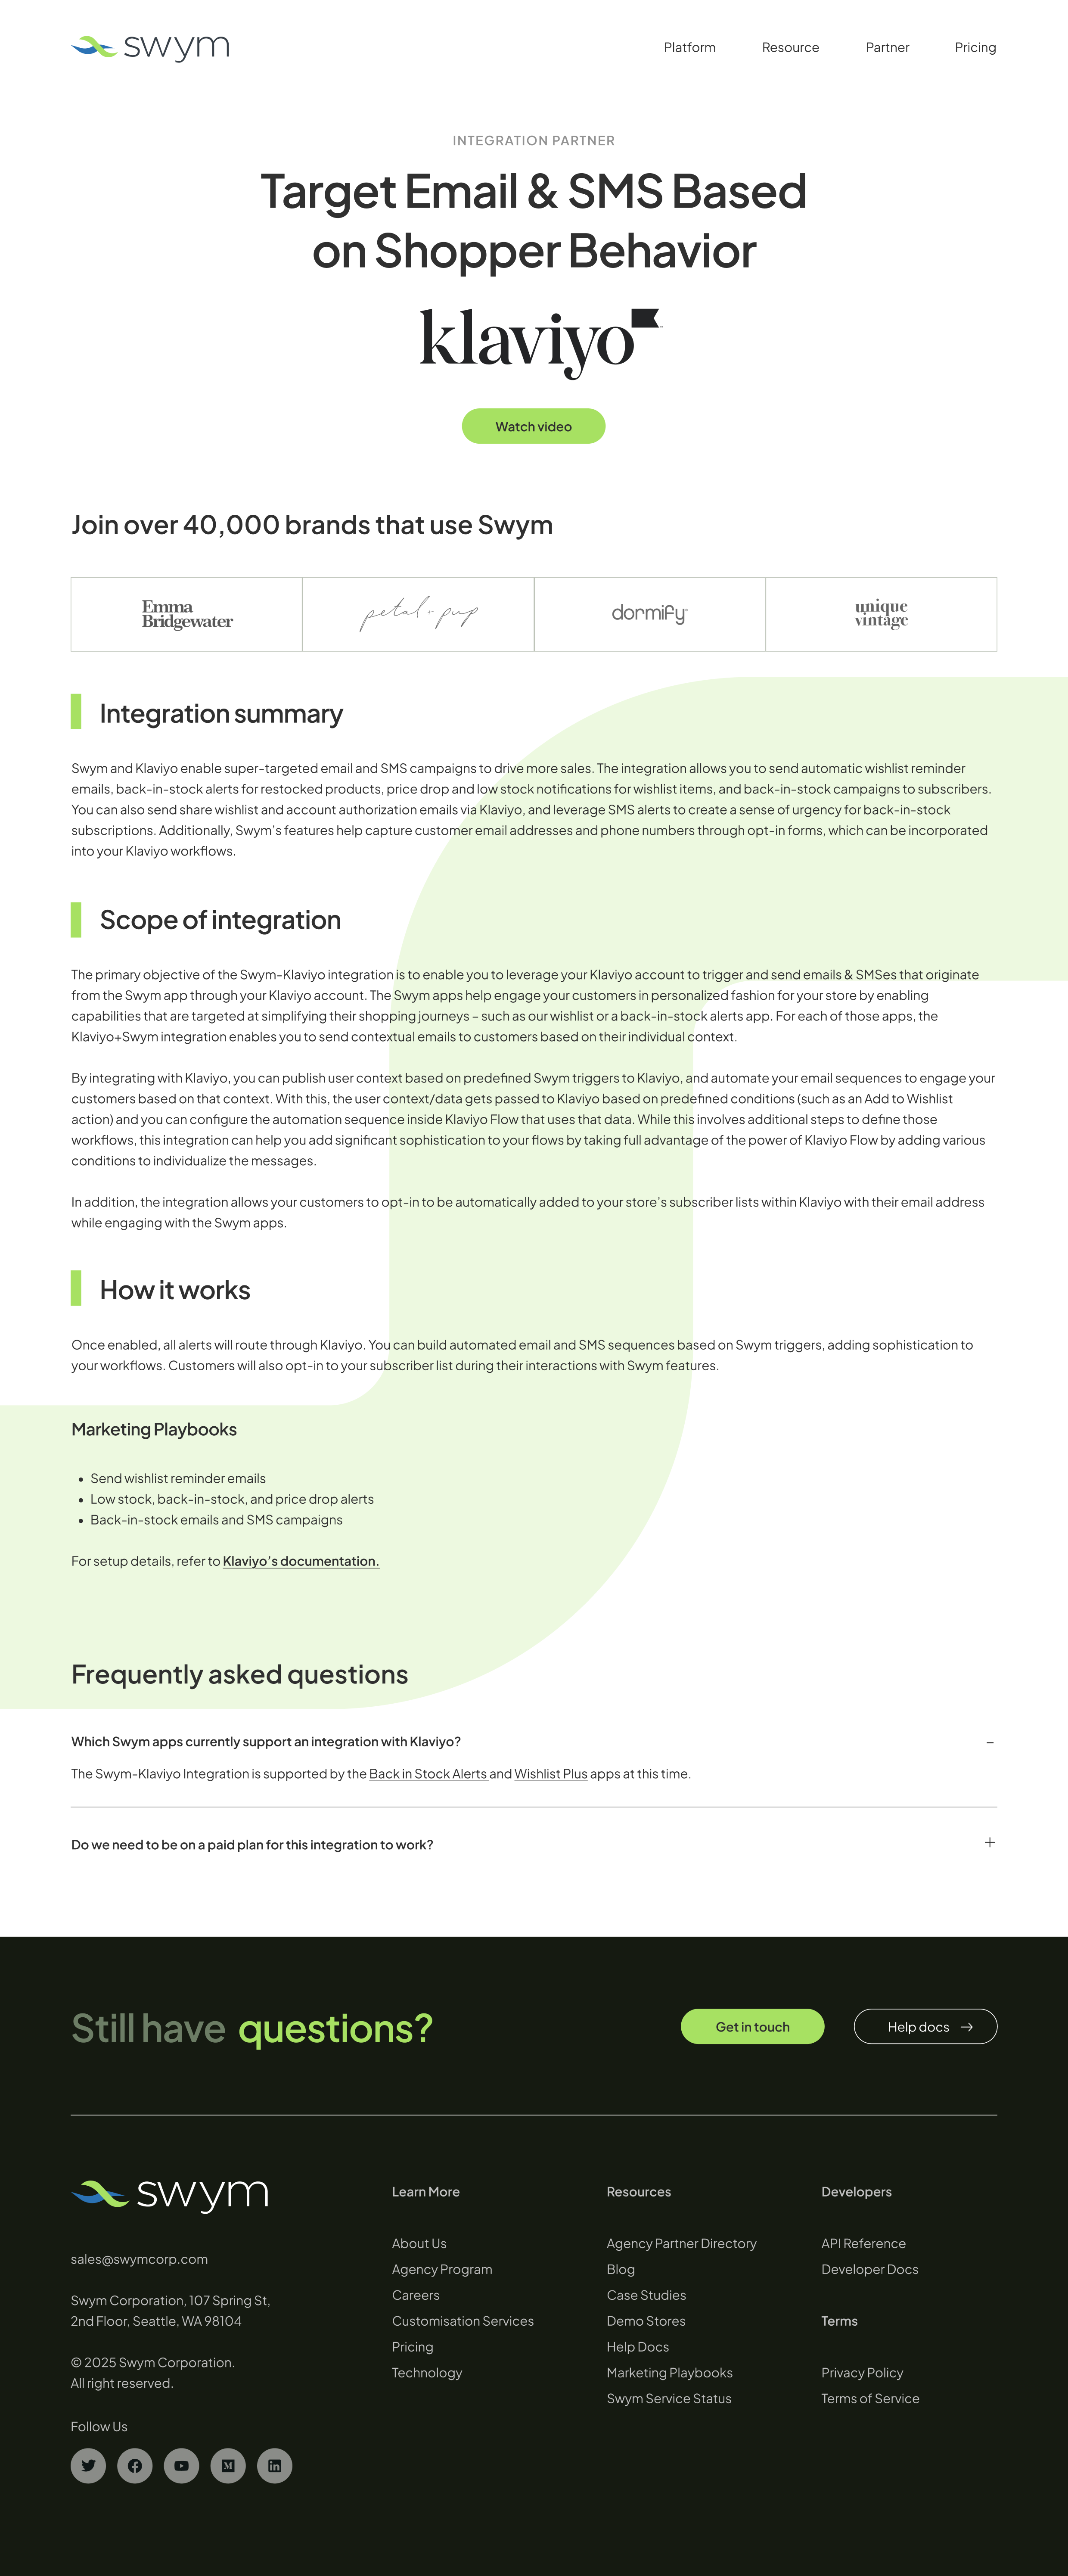 swym
Platform Resource Partner Pricing
INTEGRATION PARTNER
Target Email & SMS Based
on Shopper Behavior
klaviyo
Watch video
Join over 40,000 brands that use Swym
Emma
Bridgewater
petal + pup
dormify
unique
vintage
Integration summary
Swym and Klaviyo enable super-targeted email and SMS campaigns to drive more sales. The integration allows you to send automatic wishlist reminder
emails, back-in-stock alerts for restocked products, price drop and low stock notifications for wishlist items, and back-in-stock campaigns to subscribers.
You can also send share wishlist and account authorization emails via Klaviyo, and leverage SMS alerts to create a sense of urgency for back-in-stock
subscriptions. Additionally, Swym's features help capture customer email addresses and phone numbers through opt-in forms, which can be incorporated
into your Klaviyo workflows.
Scope of integration
The primary objective of the Swym-Klaviyo integration is to enable you to leverage your Klaviyo account to trigger and send emails & SMSes that originate
from the Swym app through your Klaviyo account. The Swym apps help engage your customers in personalized fashion for your store by enabling
capabilities that are targeted at simplifying their shopping journeys – such as our wishlist or a back-in-stock alerts app. For each of those apps, the
Klaviyo+Swym integration enables you to send contextual emails to customers based on their individual context.
By integrating with Klaviyo, you can publish user context based on predefined Swym triggers to Klaviyo, and automate your email sequences to engage your
customers based on that context. With this, the user context/data gets passed to Klaviyo based on predefined conditions (such as an Add to Wishlist
action) and you can configure the automation sequence inside Klaviyo Flow that uses that data. While this involves additional steps to define those
workflows, this integration can help you add significant sophistication to your flows by taking full advantage of the power of Klaviyo Flow by adding various
conditions to individualize the messages.
In addition, the integration allows your customers to opt-in to be automatically added to your store's subscriber lists within Klaviyo with their email address
while engaging with the Swym apps.
How it works
Once enabled, all alerts will route through Klaviyo. You can build automated email and SMS sequences based on Swym triggers, adding sophistication to
your workflows. Customers will also opt-in to your subscriber list during their interactions with Swym features.
Marketing Playbooks
• Send wishlist reminder emails
• Low stock, back-in-stock, and price drop alerts
• Back-in-stock emails and SMS campaigns
For setup details, refer to Klaviyo's documentation.
Frequently asked questions
Which Swym apps currently support an integration with Klaviyo? –
The Swym-Klaviyo Integration is supported by the Back in Stock Alerts and Wishlist Plus apps at this time.
Do we need to be on a paid plan for this integration to work? +
Still have questions?
Get in touch
Help docs →
swym
sales@swymcorp.com
Swym Corporation, 107 Spring St,
2nd Floor, Seattle, WA 98104
© 2025 Swym Corporation.
All right reserved.
Follow Us
Learn More
About Us
Agency Program
Careers
Customisation Services
Pricing
Technology
Resources
Agency Partner Directory
Blog
Case Studies
Demo Stores
Help Docs
Marketing Playbooks
Swym Service Status
Developers
API Reference
Developer Docs
Terms
Privacy Policy
Terms of Service